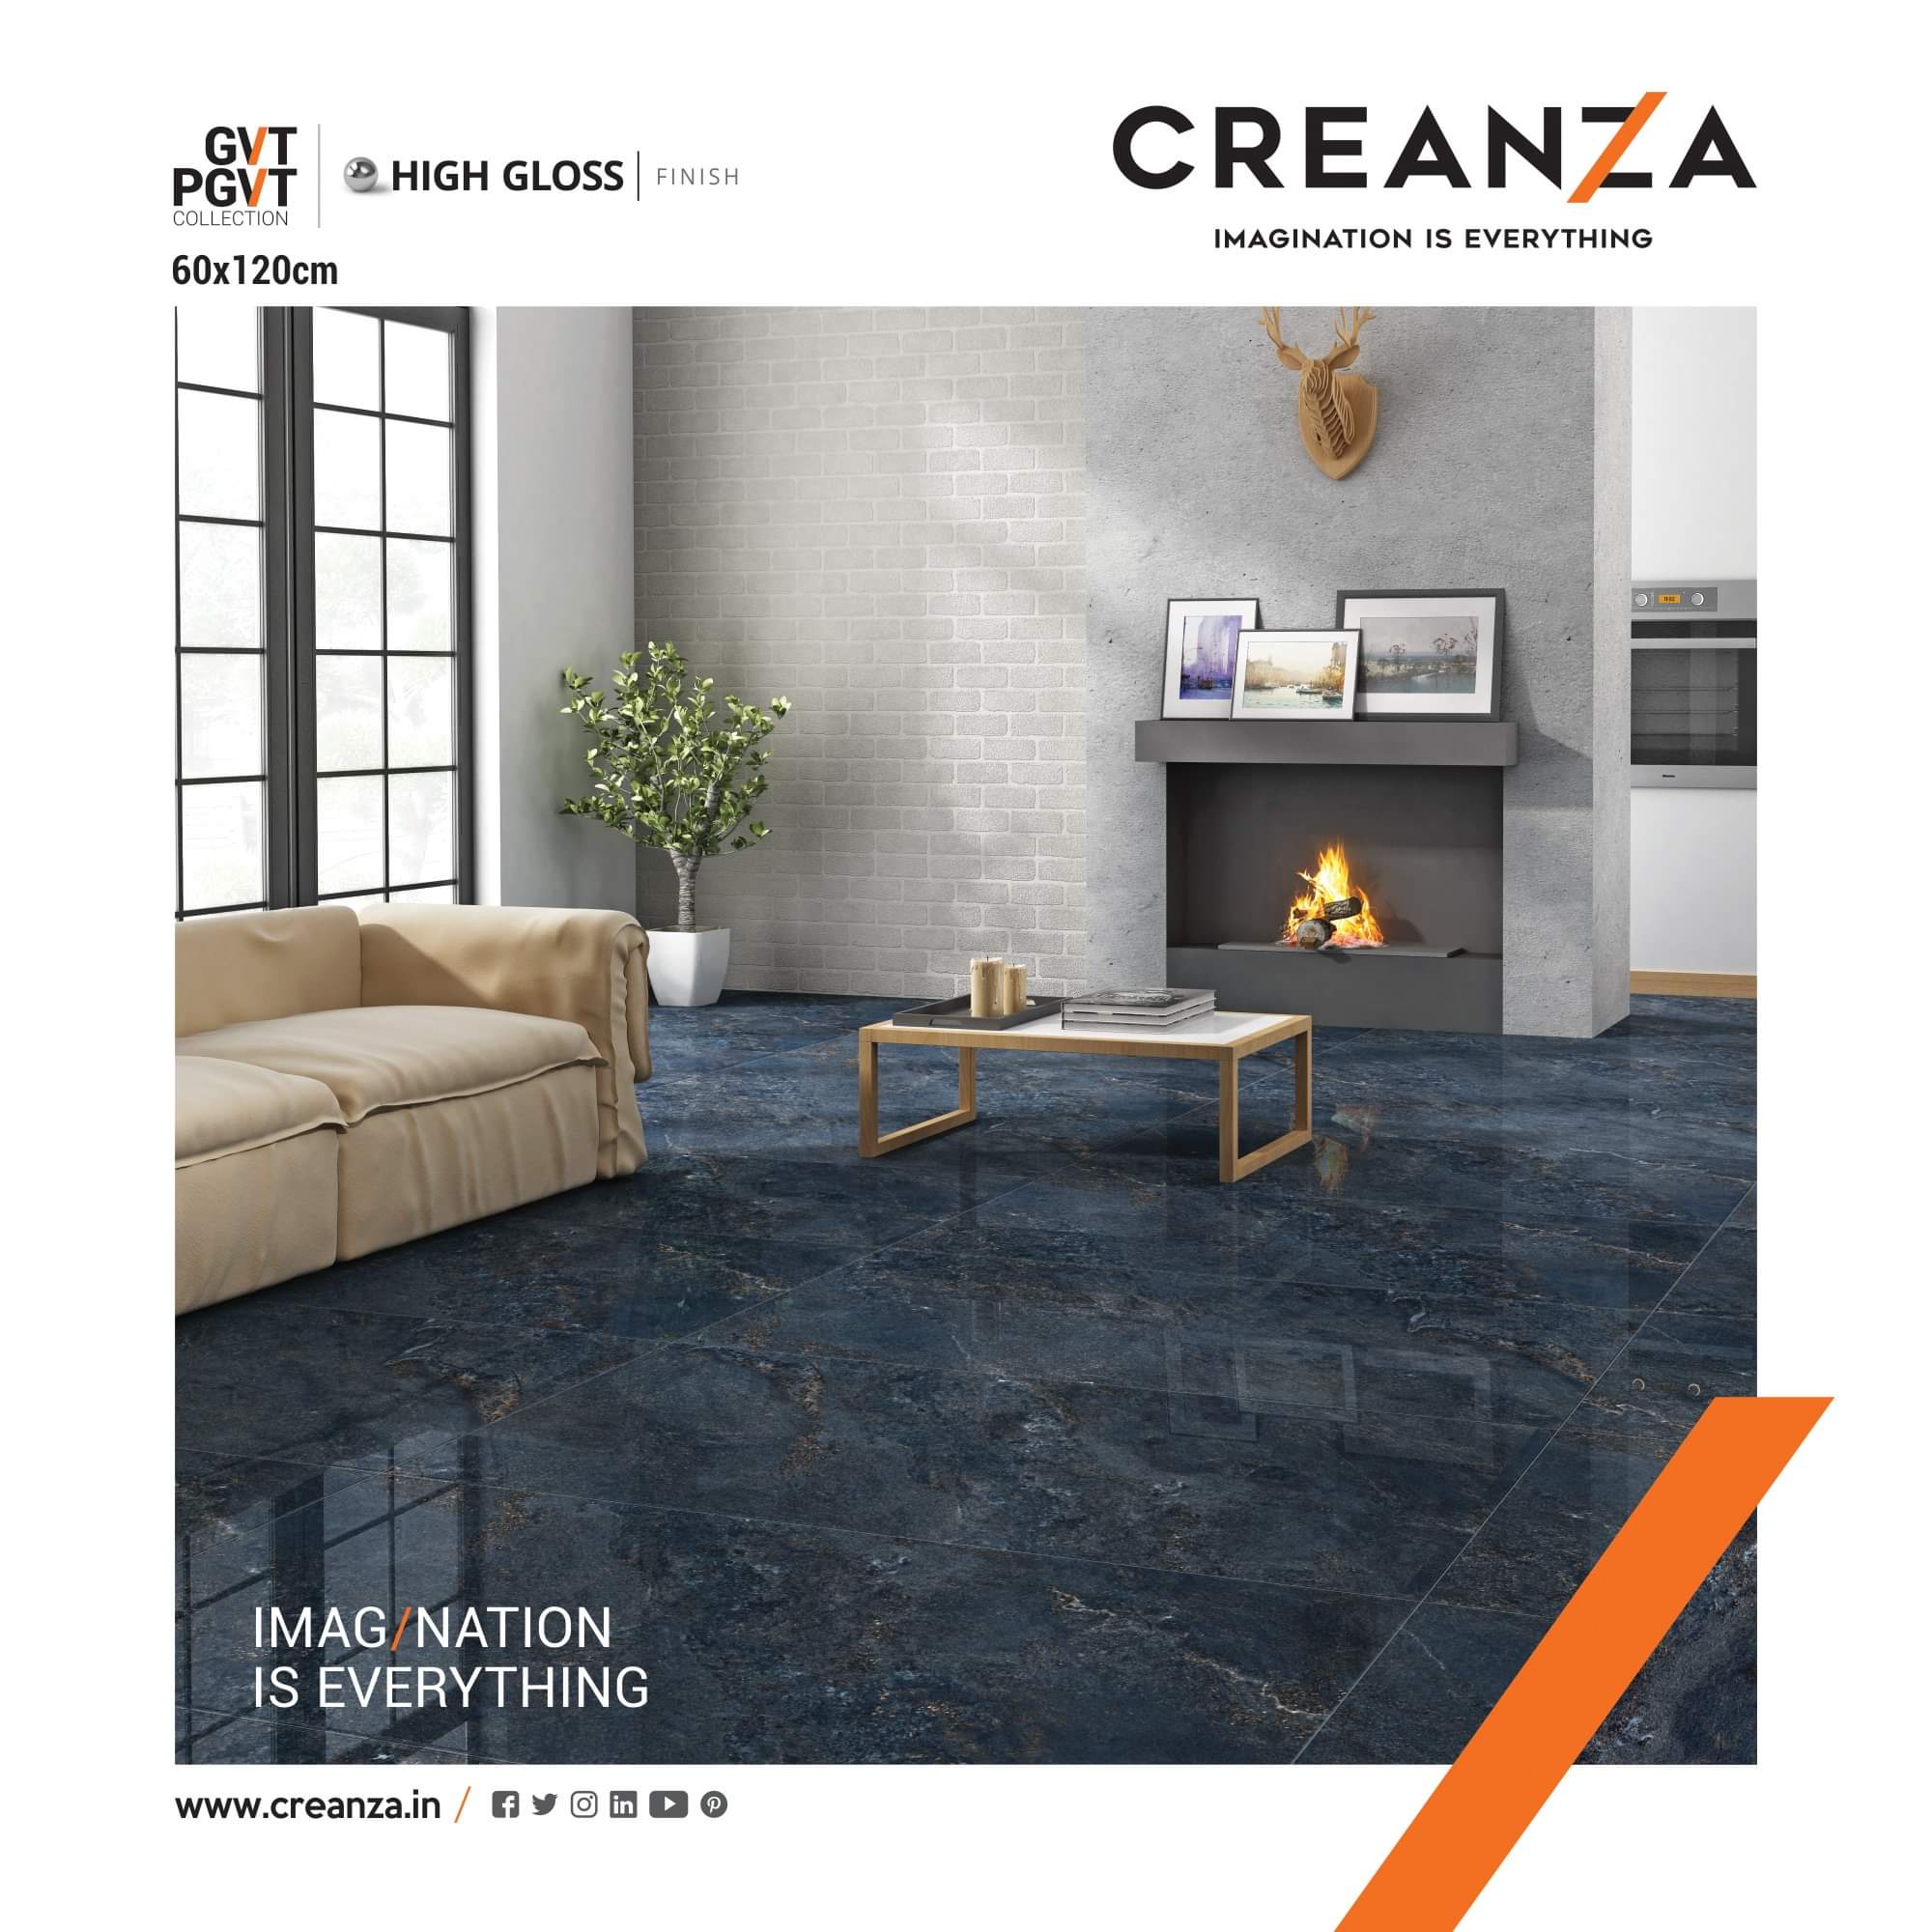 GVT
PGVT
COLLECTION
HIGH GLOSS FINISH
60x120cm
CREANZA
IMAGINATION IS EVERYTHING
IMAG/NATION
IS EVERYTHING
www.creanza.in /